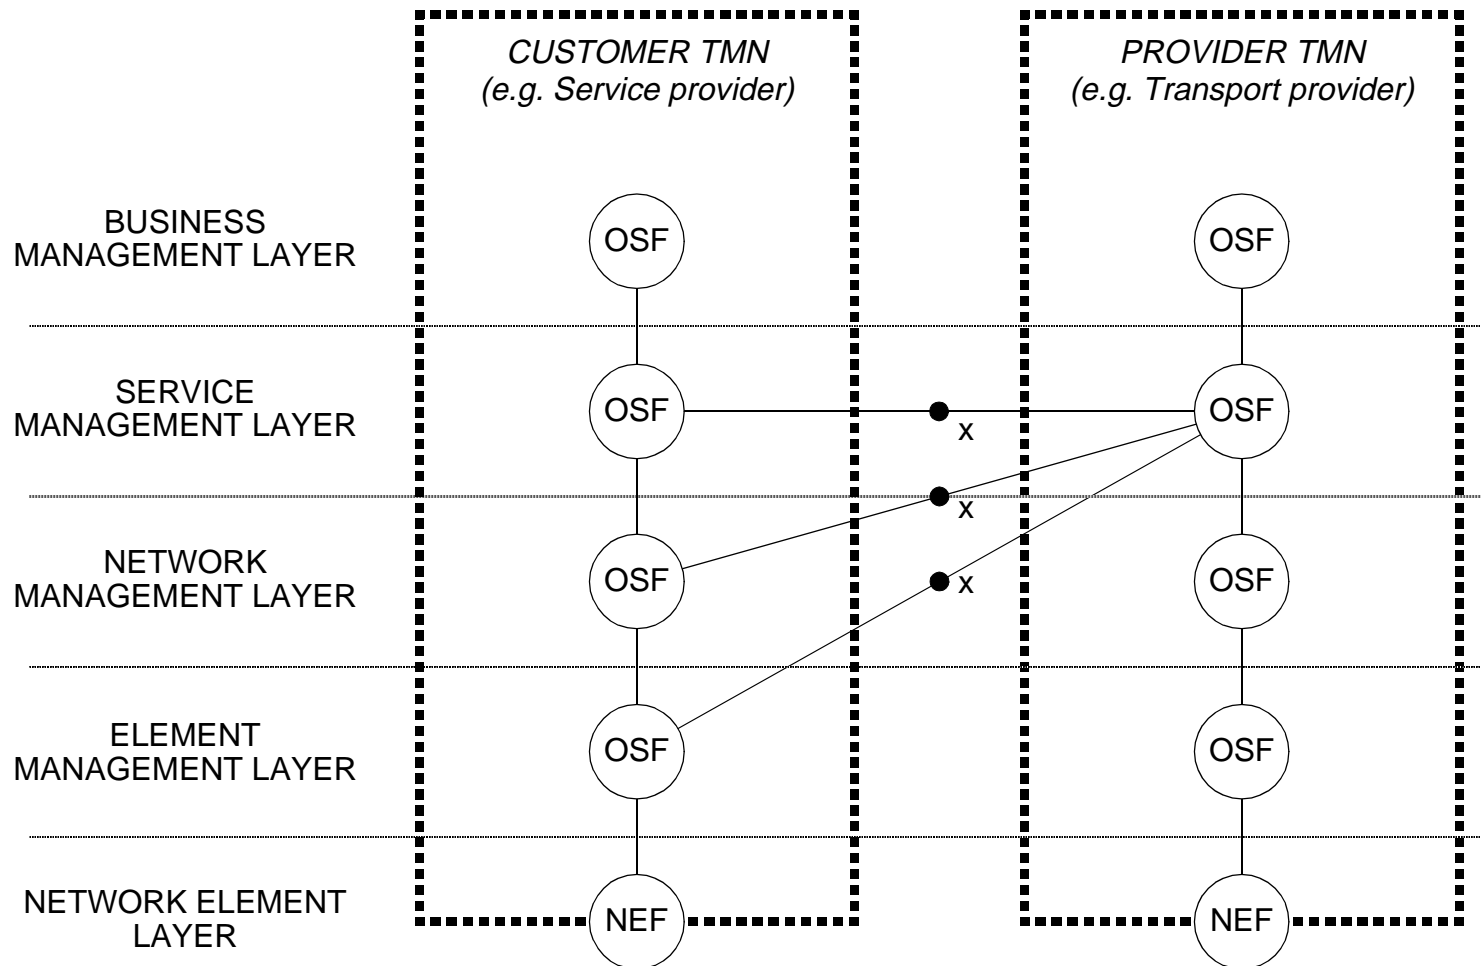 CUSTOMER TMN
(e.g. Service provider)
PROVIDER TMN
(e.g. Transport provider)
BUSINESS
MANAGEMENT LAYER
OSF
OSF
SERVICE
MANAGEMENT LAYER
OSF
x
OSF
x
NETWORK
MANAGEMENT LAYER
OSF
x
OSF
ELEMENT
MANAGEMENT LAYER
OSF
OSF
NETWORK ELEMENT
LAYER
NEF
NEF